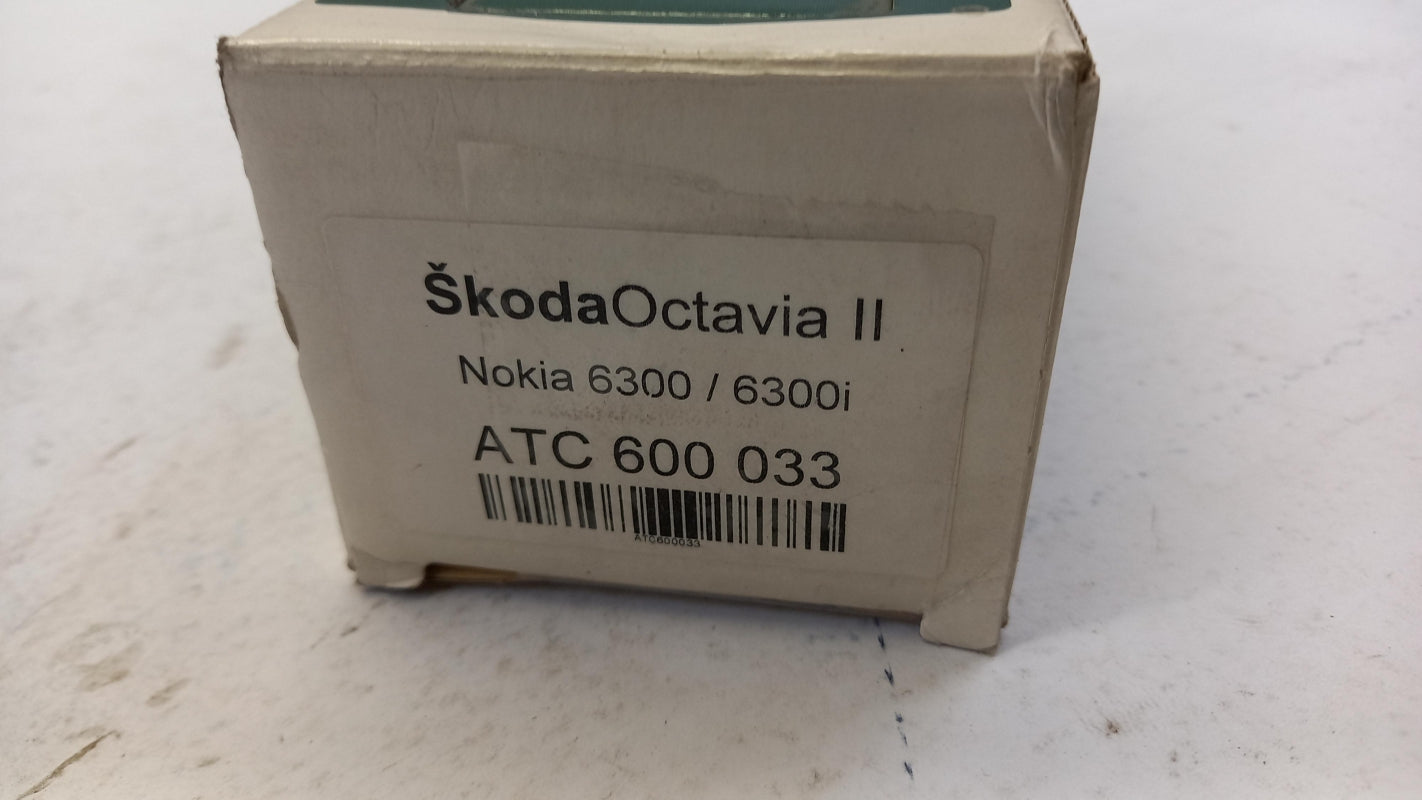 ŠkodaOctavia II
Nokia 6300 / 6300i
ATC 600 033
ATC600033